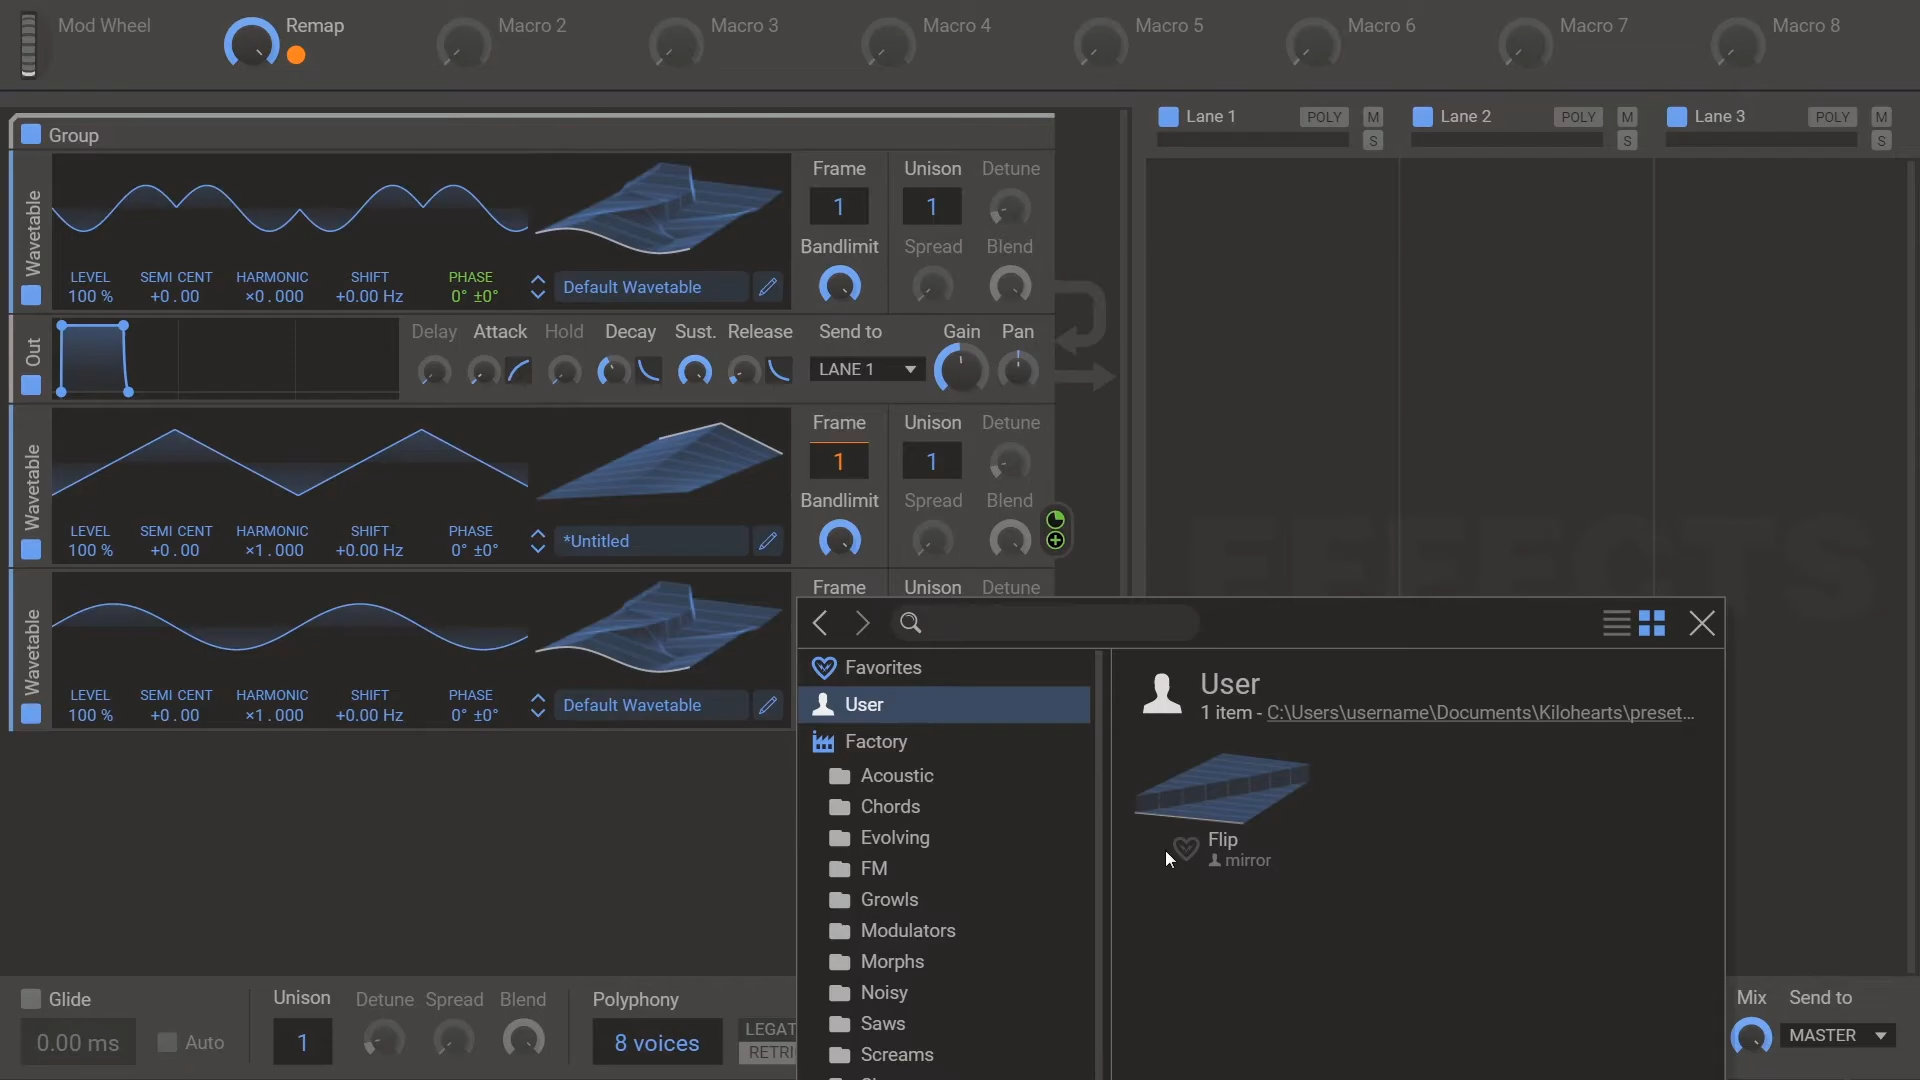 Mod Wheel
Remap
Macro 2
Macro 3
Macro 4
Macro 5
Macro 6
Macro 7
Macro 8
Group
Lane 1
POLY
M
S
Lane 2
POLY
M
S
Lane 3
POLY
M
S
Wavetable
Frame
1
Unison
1
Detune
Bandlimit
Spread
Blend
LEVEL
100 %
SEMI CENT
+0.00
HARMONIC
×0.000
SHIFT
+0.00 Hz
PHASE
0° ±0°
Default Wavetable
Out
Delay
Attack
Hold
Decay
Sust.
Release
Send to
LANE 1
Gain
Pan
Wavetable
Frame
1
Unison
1
Detune
Bandlimit
Spread
Blend
LEVEL
100 %
SEMI CENT
+0.00
HARMONIC
×1.000
SHIFT
+0.00 Hz
PHASE
0° ±0°
*Untitled
EFFECTS
Wavetable
Frame
Unison
Detune
LEVEL
100 %
SEMI CENT
+0.00
HARMONIC
×1.000
SHIFT
+0.00 Hz
PHASE
0° ±0°
Default Wavetable
Favorites
User
Factory
Acoustic
Chords
Evolving
FM
Growls
Modulators
Morphs
Noisy
Saws
Screams
User
1 item - C:\Users\username\Documents\Kilohearts\preset...
Flip
mirror
Glide
0.00 ms
Auto
Unison
1
Detune
Spread
Blend
Polyphony
8 voices
LEGAT
RETRI
Mix
Send to
MASTER